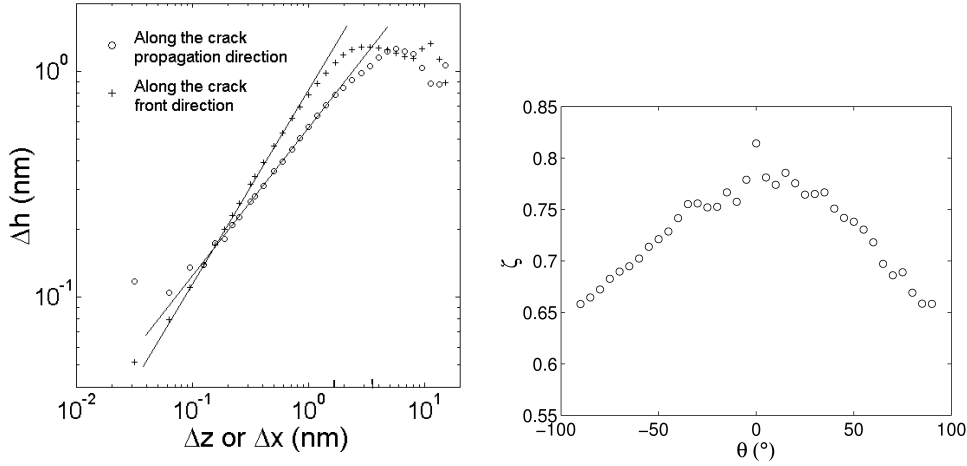 Along the crack
propagation direction
Along the crack
front direction
10^0
10^-1
Δh (nm)
10^-2 10^-1 10^0 10^1
Δz or Δx (nm)
0.85
0.8
0.75
0.7
0.65
0.6
0.55
ζ
−100 −50 0 50 100
θ (°)